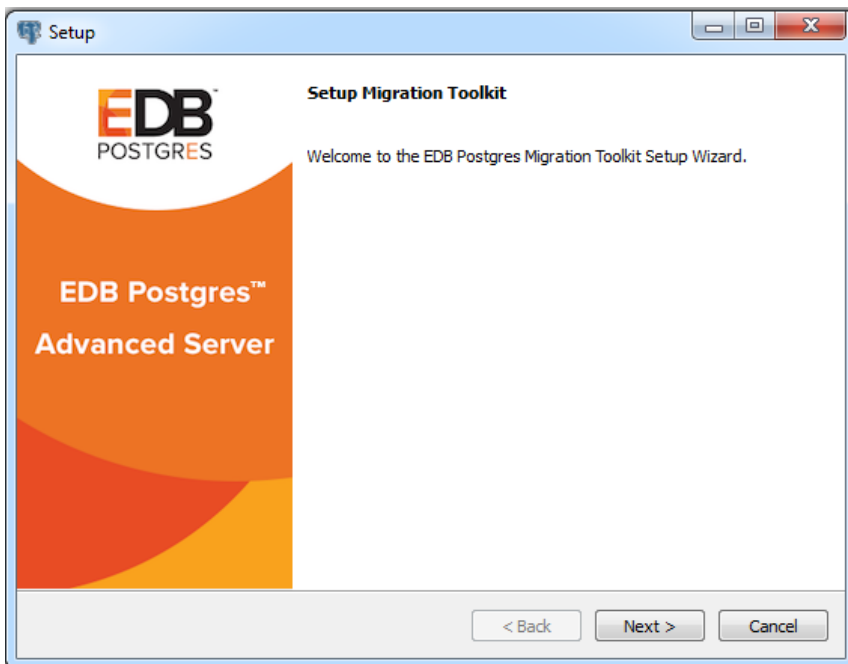 Setup
EDB™
POSTGRES
EDB Postgres™
Advanced Server
Setup Migration Toolkit
Welcome to the EDB Postgres Migration Toolkit Setup Wizard.
< Back
Next >
Cancel